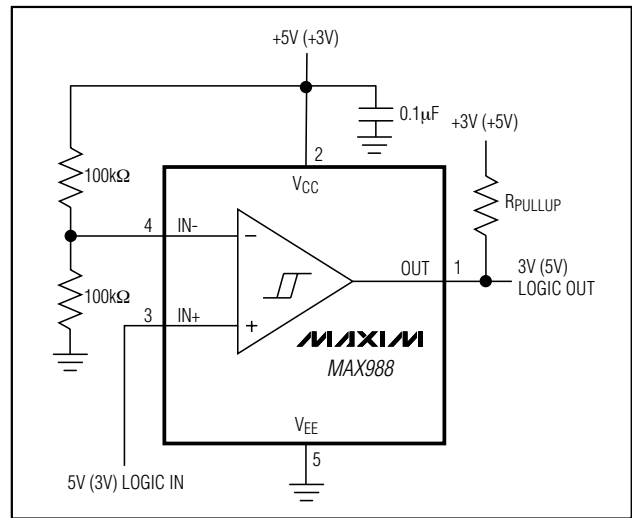 +5V (+3V)
0.1µF
+3V (+5V)
2
100kΩ
VCC
RPULLUP
4
IN-
−
OUT
1
3V (5V)
LOGIC OUT
100kΩ
3
IN+
+
MAXIM
MAX988
VEE
5
5V (3V) LOGIC IN